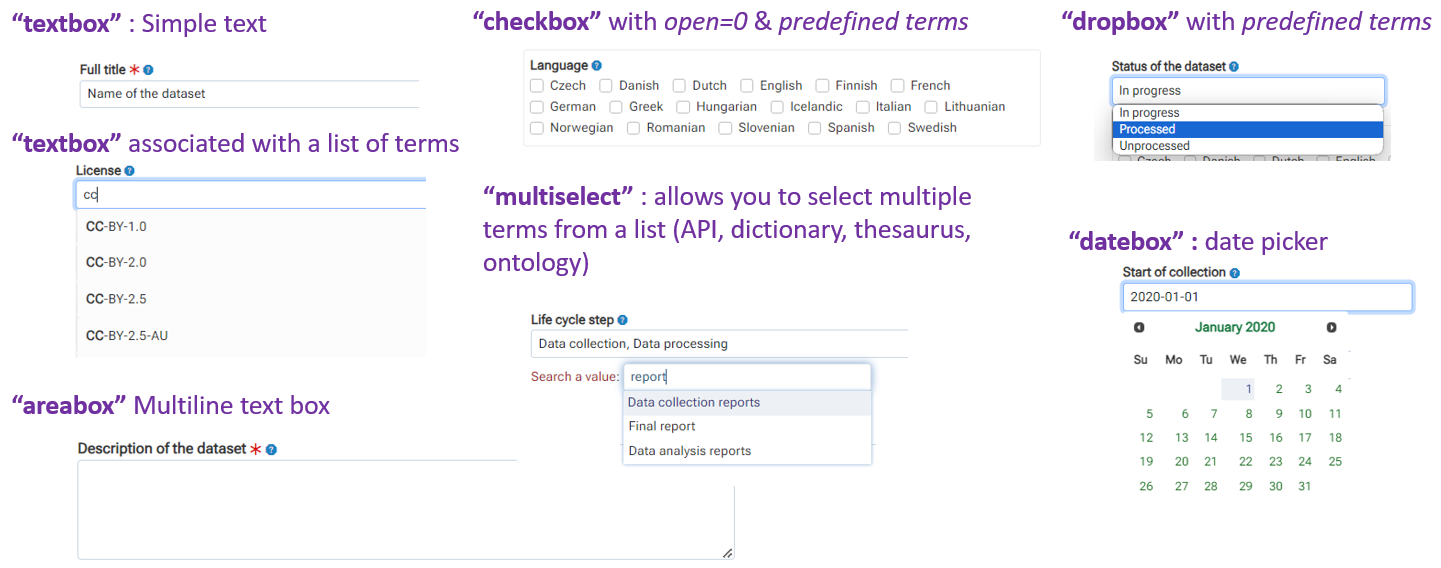 “textbox” : Simple text
Full title * ?
Name of the dataset
“textbox” associated with a list of terms
License ?
cc
CC-BY-1.0
CC-BY-2.0
CC-BY-2.5
CC-BY-2.5-AU
“areabox” Multiline text box
Description of the dataset * ?
“checkbox” with open=0 & predefined terms
Language ?
Czech Danish Dutch English Finnish French
German Greek Hungarian Icelandic Italian Lithuanian
Norwegian Romanian Slovenian Spanish Swedish
“multiselect” : allows you to select multiple
terms from a list (API, dictionary, thesaurus,
ontology)
Life cycle step ?
Data collection, Data processing
Search a value: report
Data collection reports
Final report
Data analysis reports
“dropbox” with predefined terms
Status of the dataset ?
In progress
In progress
Processed
Unprocessed
Czech Danish Dutch English
“datebox” : date picker
Start of collection ?
2020-01-01
January 2020
Su Mo Tu We Th Fr Sa
1 2 3 4
5 6 7 8 9 10 11
12 13 14 15 16 17 18
19 20 21 22 23 24 25
26 27 28 29 30 31